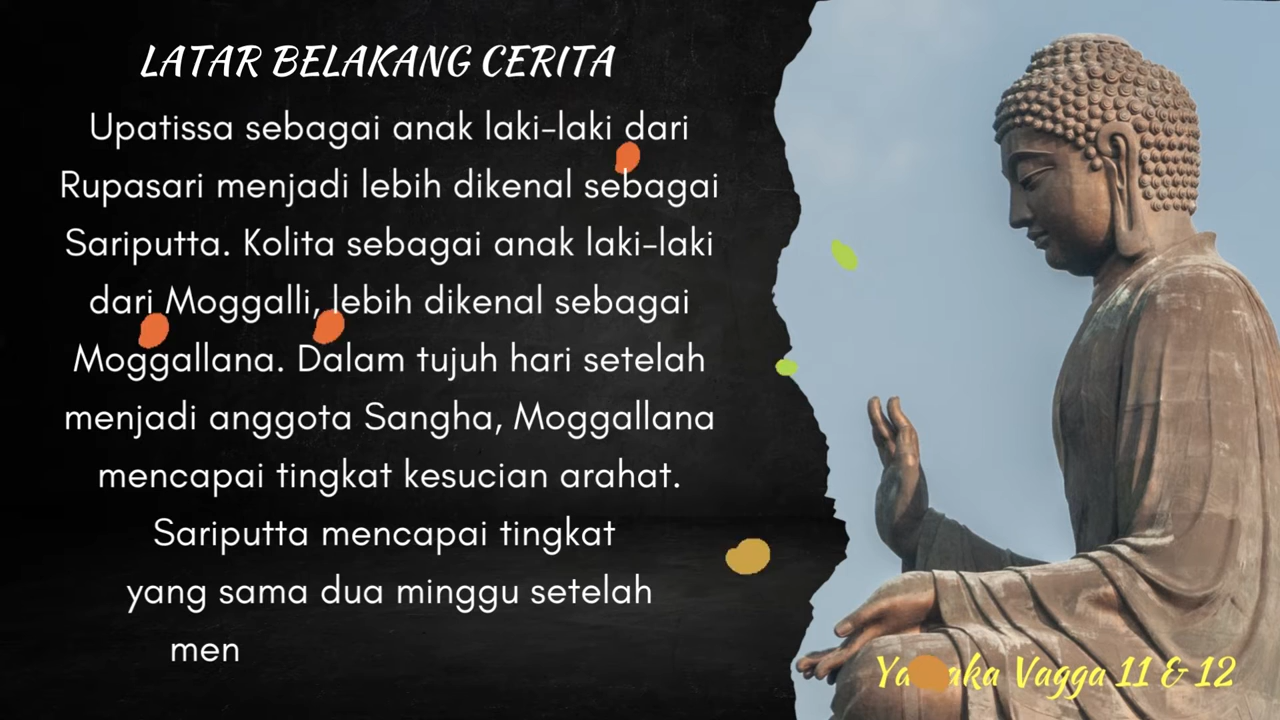 LATAR BELAKANG CERITA
Upatissa sebagai anak laki-laki dari
Rupasari menjadi lebih dikenal sebagai
Sariputta. Kolita sebagai anak laki-laki
dari Moggalli, lebih dikenal sebagai
Moggallana. Dalam tujuh hari setelah
menjadi anggota Sangha, Moggallana
mencapai tingkat kesucian arahat.
Sariputta mencapai tingkat
yang sama dua minggu setelah
men
Vagga 11 & 12